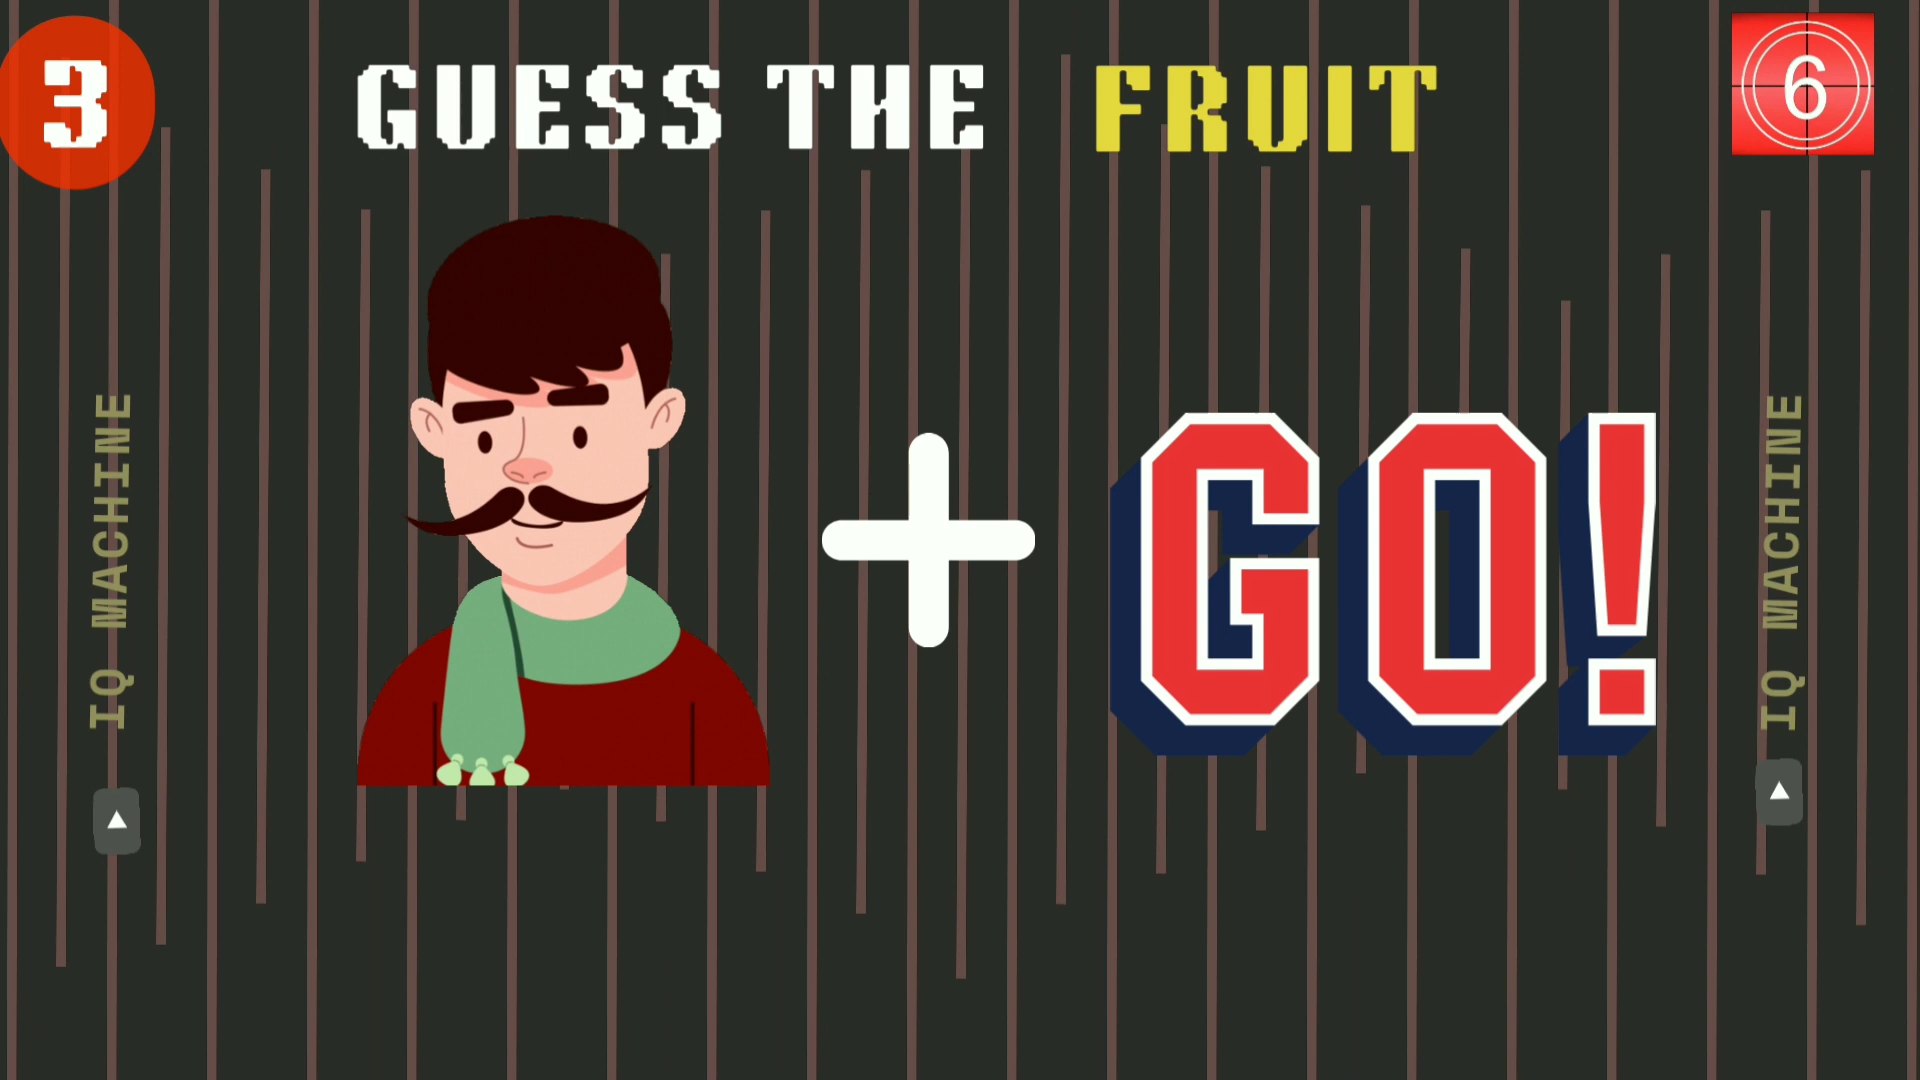 3
GUESS THE FRUIT
6
IQ MACHINE
GO!
IQ MACHINE